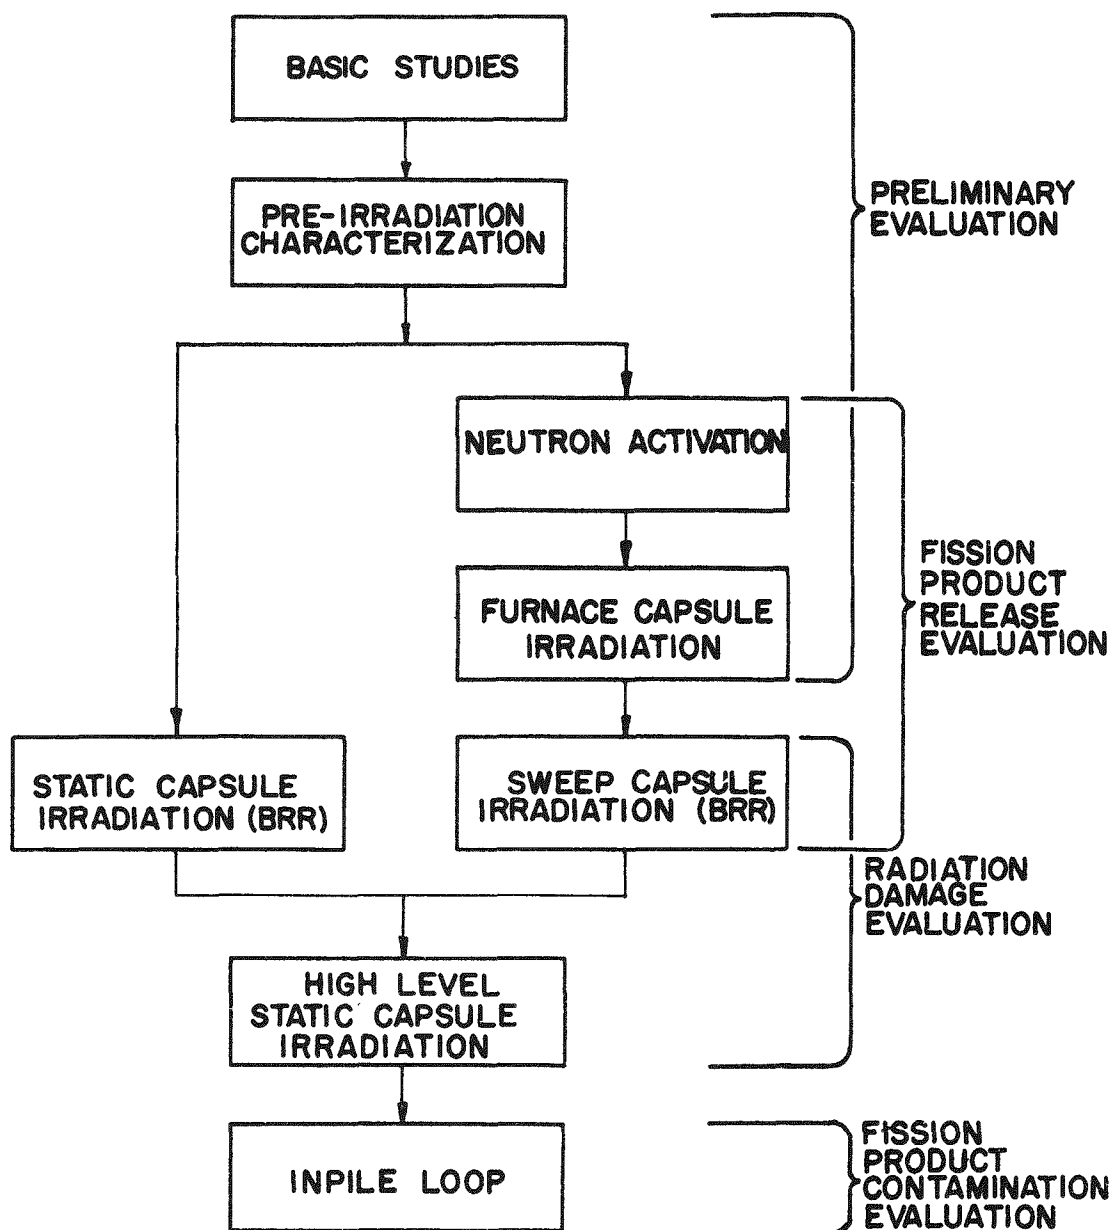 BASIC STUDIES
PRE-IRRADIATION
CHARACTERIZATION
PRELIMINARY
EVALUATION
NEUTRON ACTIVATION
FURNACE CAPSULE
IRRADIATION
FISSION
PRODUCT
RELEASE
EVALUATION
STATIC CAPSULE
IRRADIATION (BRR)
SWEEP CAPSULE
IRRADIATION (BRR)
RADIATION
DAMAGE
EVALUATION
HIGH LEVEL
STATIC CAPSULE
IRRADIATION
INPILE LOOP
FISSION
PRODUCT
CONTAMINATION
EVALUATION